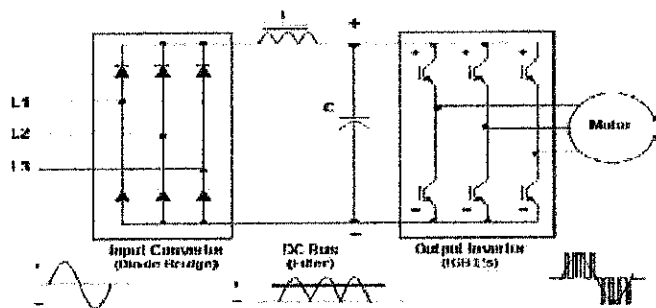 L
+
L1
L2
L3
C
Motor
Input Converter
(Diode Bridge)
DC Bus
(Filter)
Output Inverter
(IGBT's)